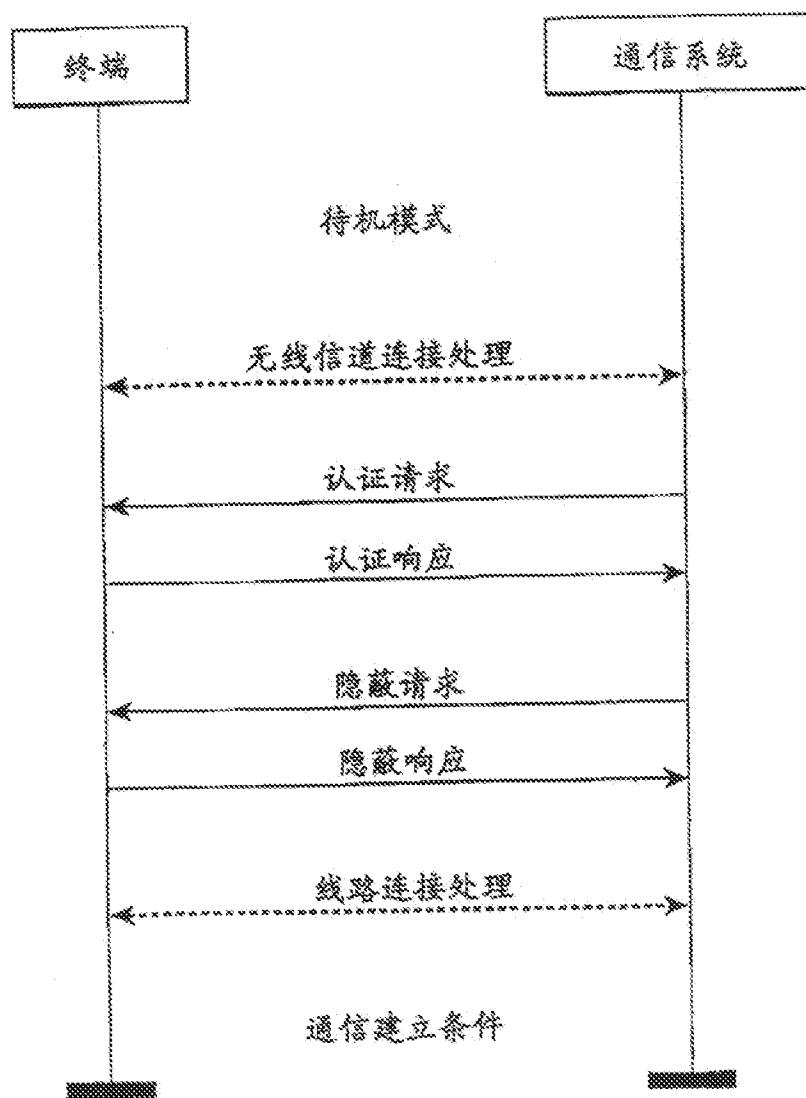 终端
通信系统
待机模式
无线信道连接处理
认证请求
认证响应
隐蔽请求
隐蔽响应
线路连接处理
通信建立条件